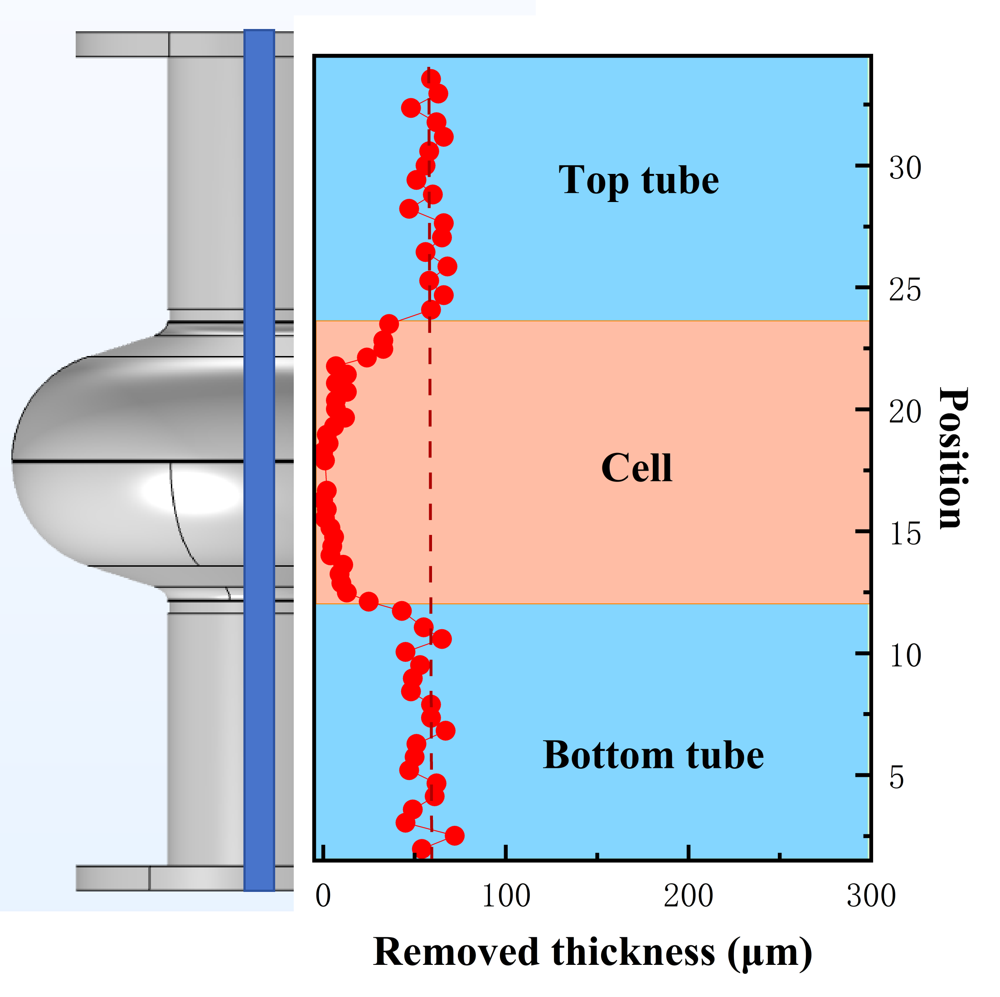 Top tube
Cell
Bottom tube
30
25
20
15
10
5
Position
0 100 200 300
Removed thickness (μm)